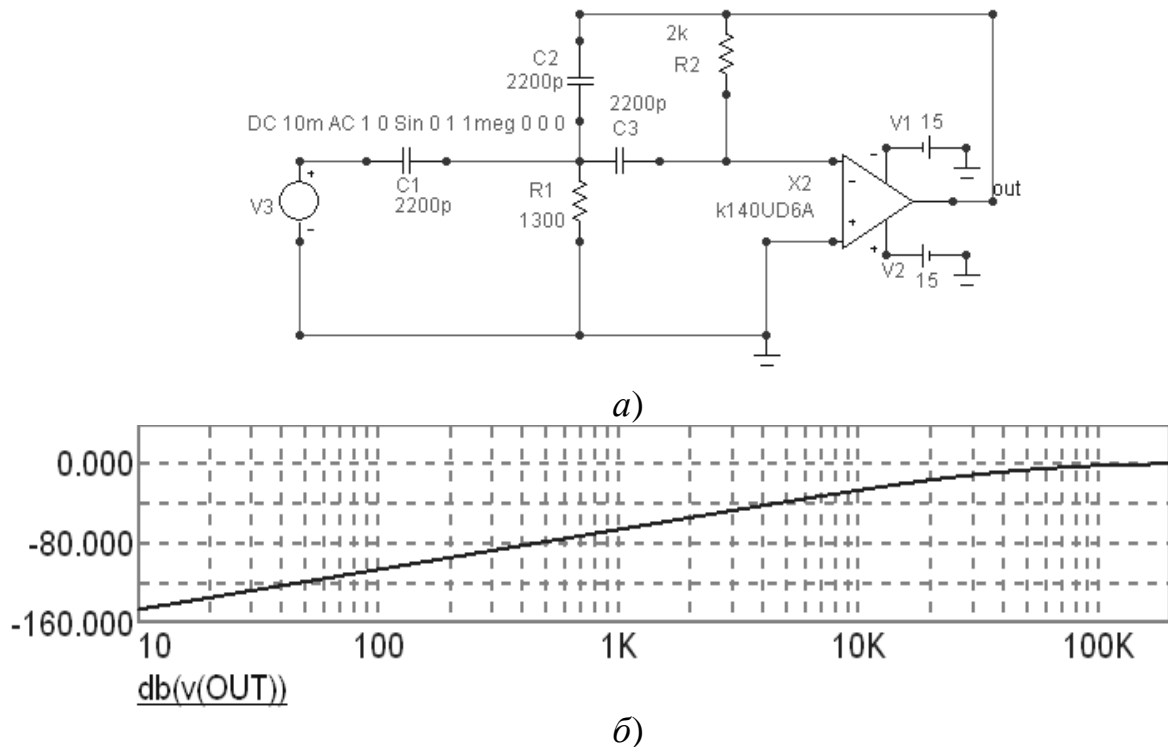 2k
R2
C2
2200p
2200p
C3
DC 10m AC 1 0 Sin 0 1 1meg 0 0 0
V1 15
-
+
V3
-
C1
2200p
R1
1300
X2
k140UD6A
-
+
out
+
V2
15
а)
0.000
-80.000
-160.000
10
100
1K
10K
100K
db(v(OUT))
б)